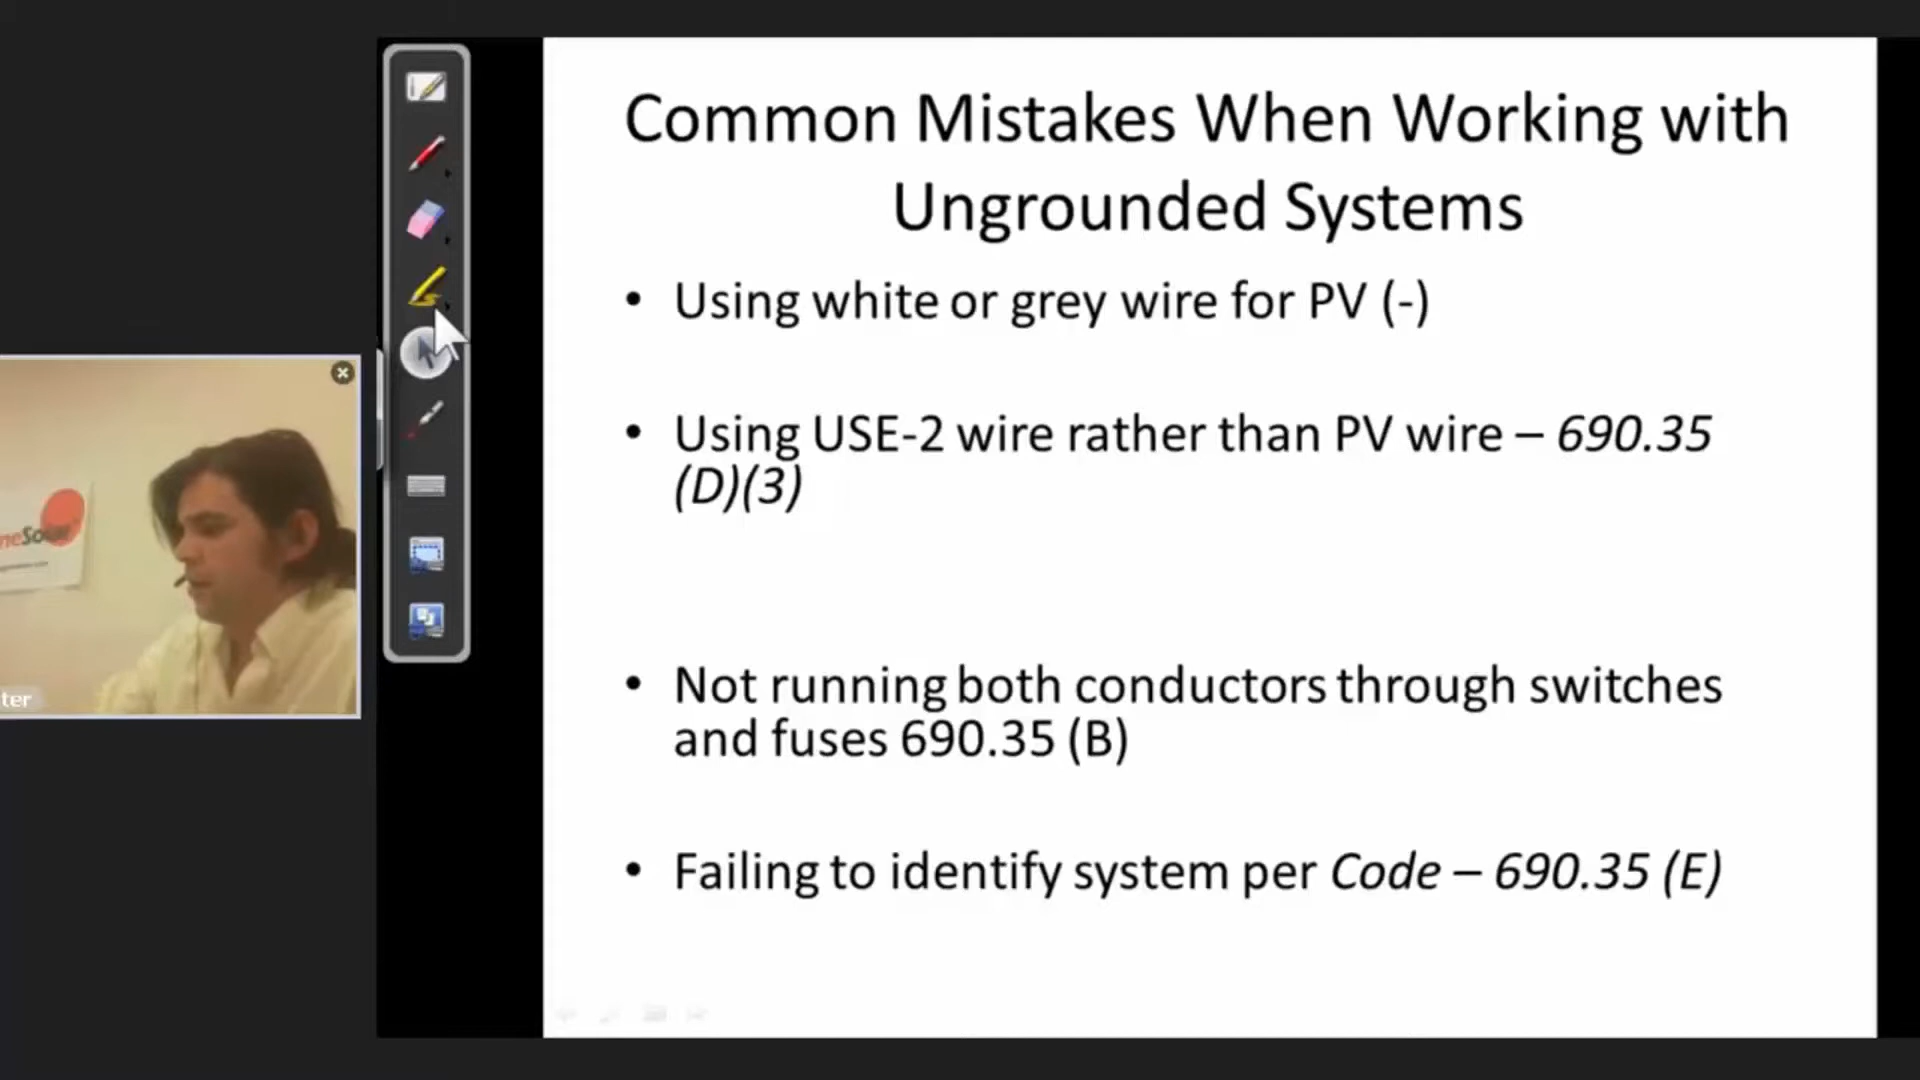 Common Mistakes When Working with
Ungrounded Systems
• Using white or grey wire for PV (-)
• Using USE-2 wire rather than PV wire – 690.35
(D)(3)
• Not running both conductors through switches
and fuses 690.35 (B)
• Failing to identify system per Code – 690.35 (E)
neSolar
ter